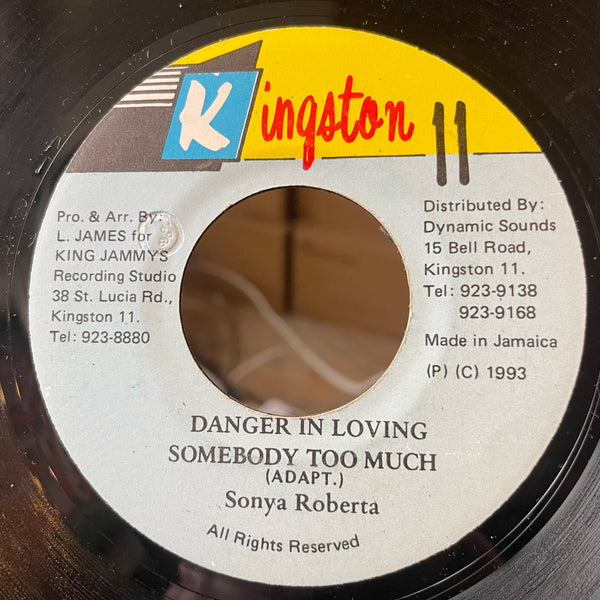 Kingston 11
Pro. & Arr. By:
L. JAMES for
KING JAMMYS
Recording Studio
38 St. Lucia Rd.,
Kingston 11.
Tel: 923-8880
Distributed By:
Dynamic Sounds
15 Bell Road,
Kingston 11.
Tel: 923-9138
923-9168
Made in Jamaica
(P) (C) 1993
DANGER IN LOVING
SOMEBODY TOO MUCH
(ADAPT.)
Sonya Roberta
All Rights Reserved